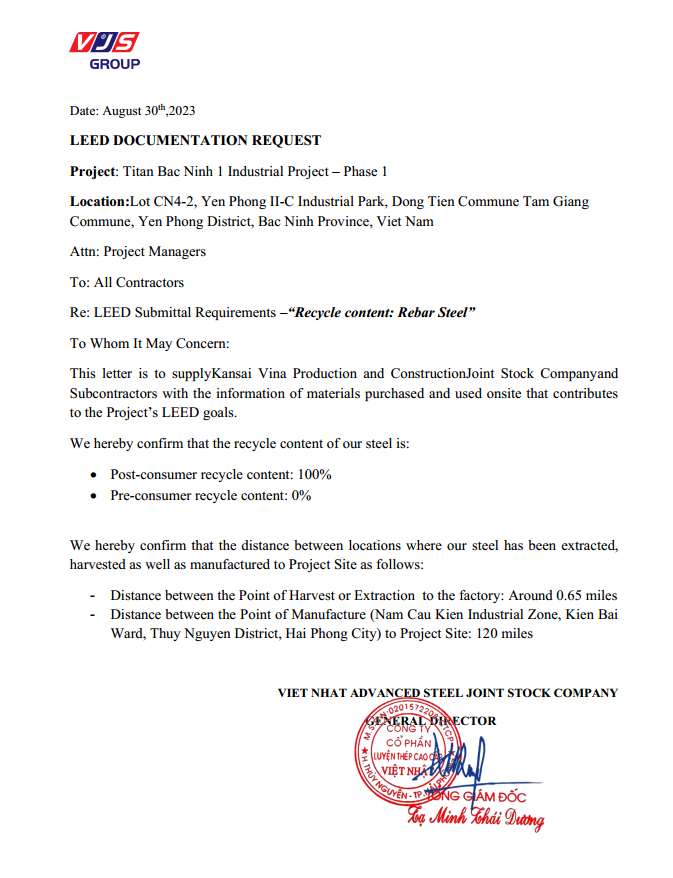 VJS
GROUP
Date: August 30th,2023
LEED DOCUMENTATION REQUEST
Project: Titan Bac Ninh 1 Industrial Project – Phase 1
Location:Lot CN4-2, Yen Phong II-C Industrial Park, Dong Tien Commune Tam Giang
Commune, Yen Phong District, Bac Ninh Province, Viet Nam
Attn: Project Managers
To: All Contractors
Re: LEED Submittal Requirements –“Recycle content: Rebar Steel”
To Whom It May Concern:
This letter is to supplyKansai Vina Production and ConstructionJoint Stock Companyand
Subcontractors with the information of materials purchased and used onsite that contributes
to the Project’s LEED goals.
We hereby confirm that the recycle content of our steel is:
• Post-consumer recycle content: 100%
• Pre-consumer recycle content: 0%
We hereby confirm that the distance between locations where our steel has been extracted,
harvested as well as manufactured to Project Site as follows:
- Distance between the Point of Harvest or Extraction to the factory: Around 0.65 miles
- Distance between the Point of Manufacture (Nam Cau Kien Industrial Zone, Kien Bai
Ward, Thuy Nguyen District, Hai Phong City) to Project Site: 120 miles
VIET NHAT ADVANCED STEEL JOINT STOCK COMPANY
GENERAL DIRECTOR
CÔNG TY
CỔ PHẦN
LUYỆN THÉP CAO CẤP
VIỆT NHẬT
TỔNG GIÁM ĐỐC
Tạ Minh Thái Dương